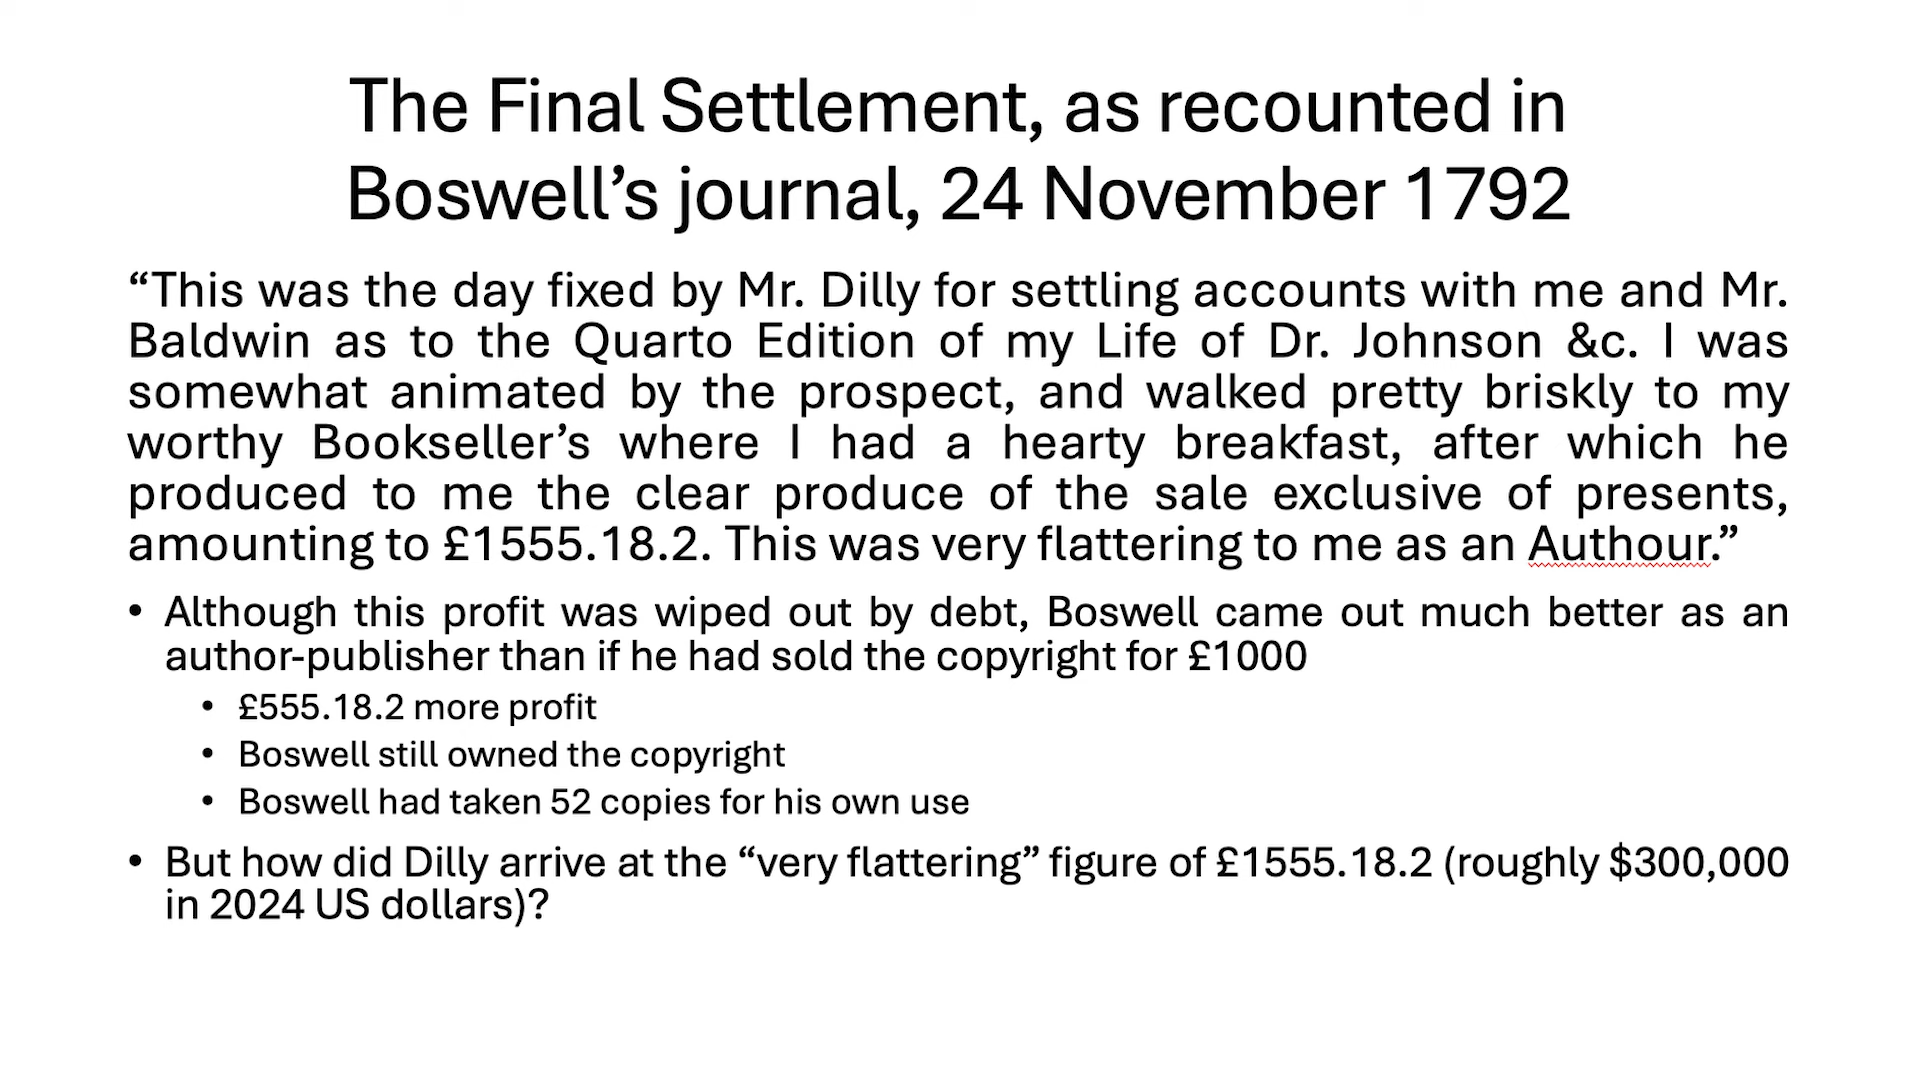 The Final Settlement, as recounted in
Boswell’s journal, 24 November 1792
“This was the day fixed by Mr. Dilly for settling accounts with me and Mr.
Baldwin as to the Quarto Edition of my Life of Dr. Johnson &c. I was
somewhat animated by the prospect, and walked pretty briskly to my
worthy Bookseller’s where I had a hearty breakfast, after which he
produced to me the clear produce of the sale exclusive of presents,
amounting to £1555.18.2. This was very flattering to me as an Authour.”
• Although this profit was wiped out by debt, Boswell came out much better as an
author-publisher than if he had sold the copyright for £1000
• £555.18.2 more profit
• Boswell still owned the copyright
• Boswell had taken 52 copies for his own use
• But how did Dilly arrive at the “very flattering” figure of £1555.18.2 (roughly $300,000
in 2024 US dollars)?